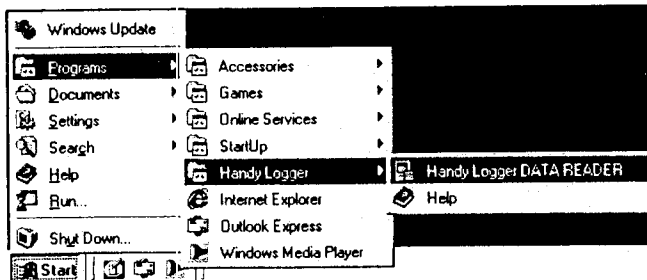 Windows Update
Programs
Documents
Settings
Search
Help
Run...
Shut Down...
Start
Accessories
Games
Online Services
StartUp
Handy Logger
Internet Explorer
Outlook Express
Windows Media Player
Handy Logger DATA READER
Help